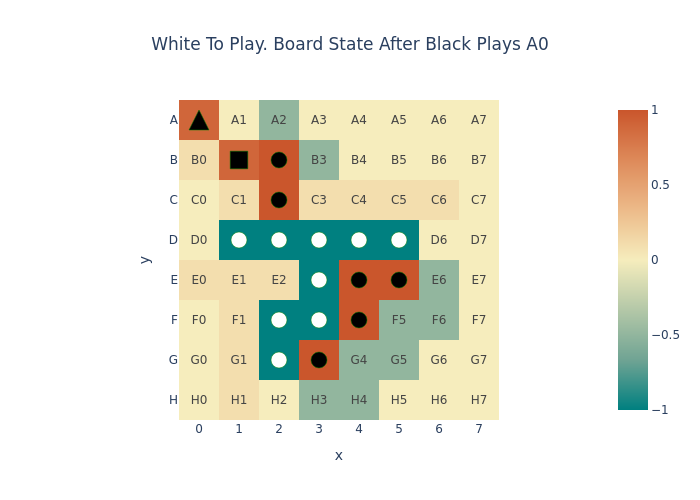 White To Play. Board State After Black Plays A0
A A1 A2 A3 A4 A5 A6 A7 1
B B0 B3 B4 B5 B6 B7
C C0 C1 C3 C4 C5 C6 C7 0.5
D D0 D6 D7 0
y
E E0 E1 E2 E6 E7
F F0 F1 F5 F6 F7 −0.5
G G0 G1 G4 G5 G6 G7
H H0 H1 H2 H3 H4 H5 H6 H7 −1
0 1 2 3 4 5 6 7
x